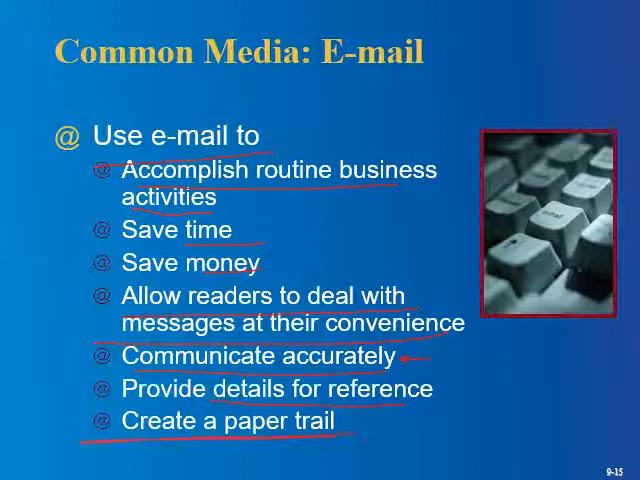 Common Media: E-mail
@ Use e-mail to
@ Accomplish routine business
activities
@ Save time
@ Save money
@ Allow readers to deal with
messages at their convenience
@ Communicate accurately
@ Provide details for reference
@ Create a paper trail
e-mail
9-15